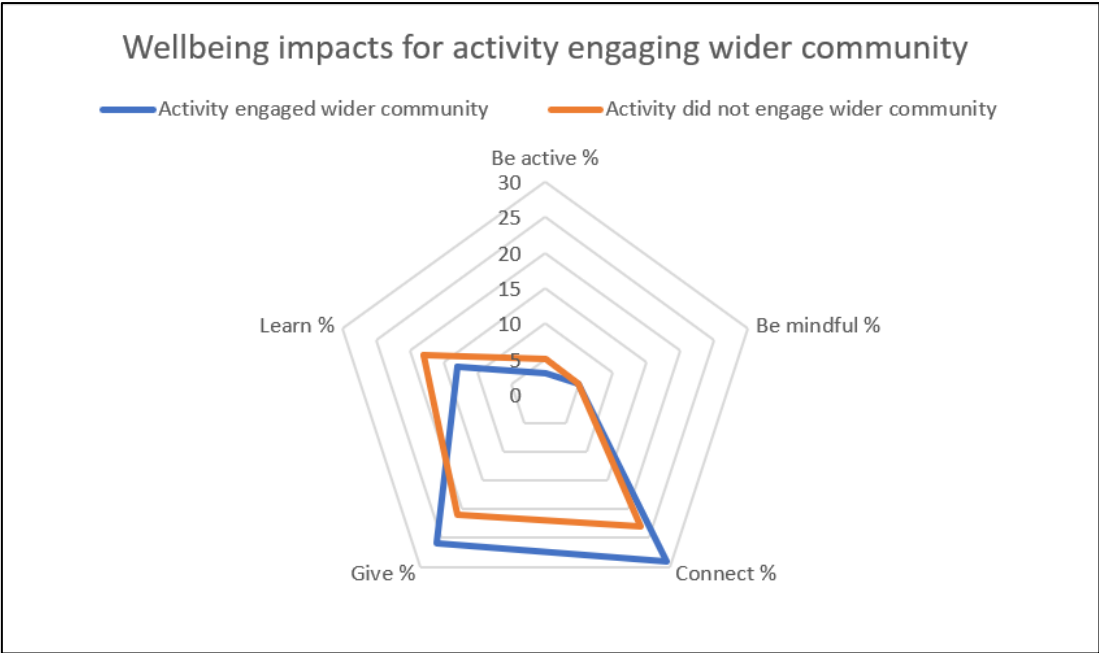 Wellbeing impacts for activity engaging wider community
Activity engaged wider community
Activity did not engage wider community
Be active %
30
25
20
15
10
5
0
Be mindful %
Connect %
Give %
Learn %